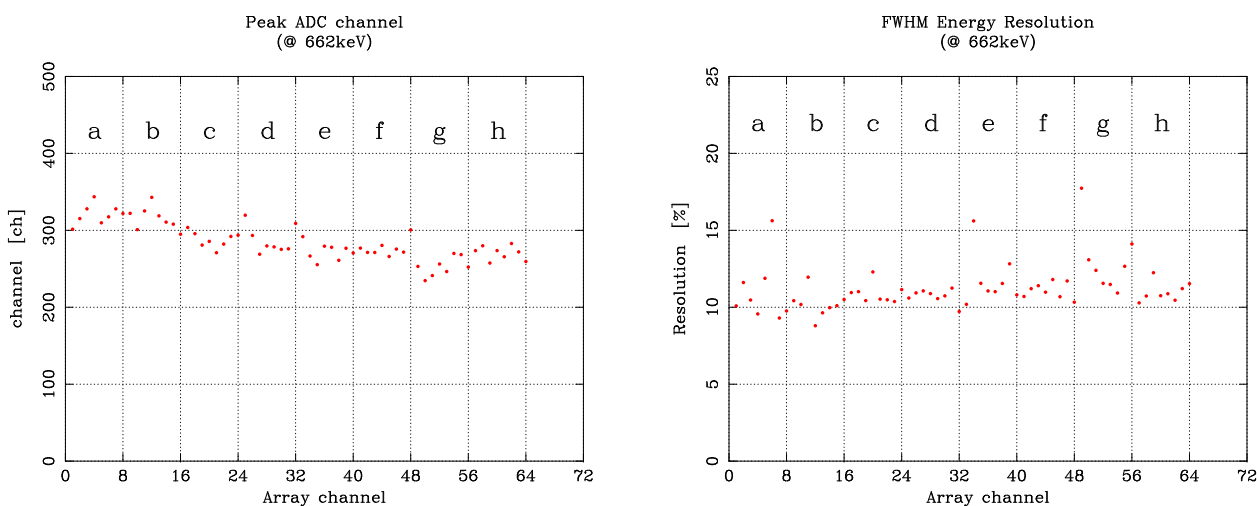 Peak ADC channel
(@ 662keV)
500
400
300
200
100
0
channel [ch]
a b c d e f g h
0 8 16 24 32 40 48 56 64 72
Array channel
FWHM Energy Resolution
(@ 662keV)
25
20
15
10
5
0
Resolution [%]
a b c d e f g h
0 8 16 24 32 40 48 56 64 72
Array channel